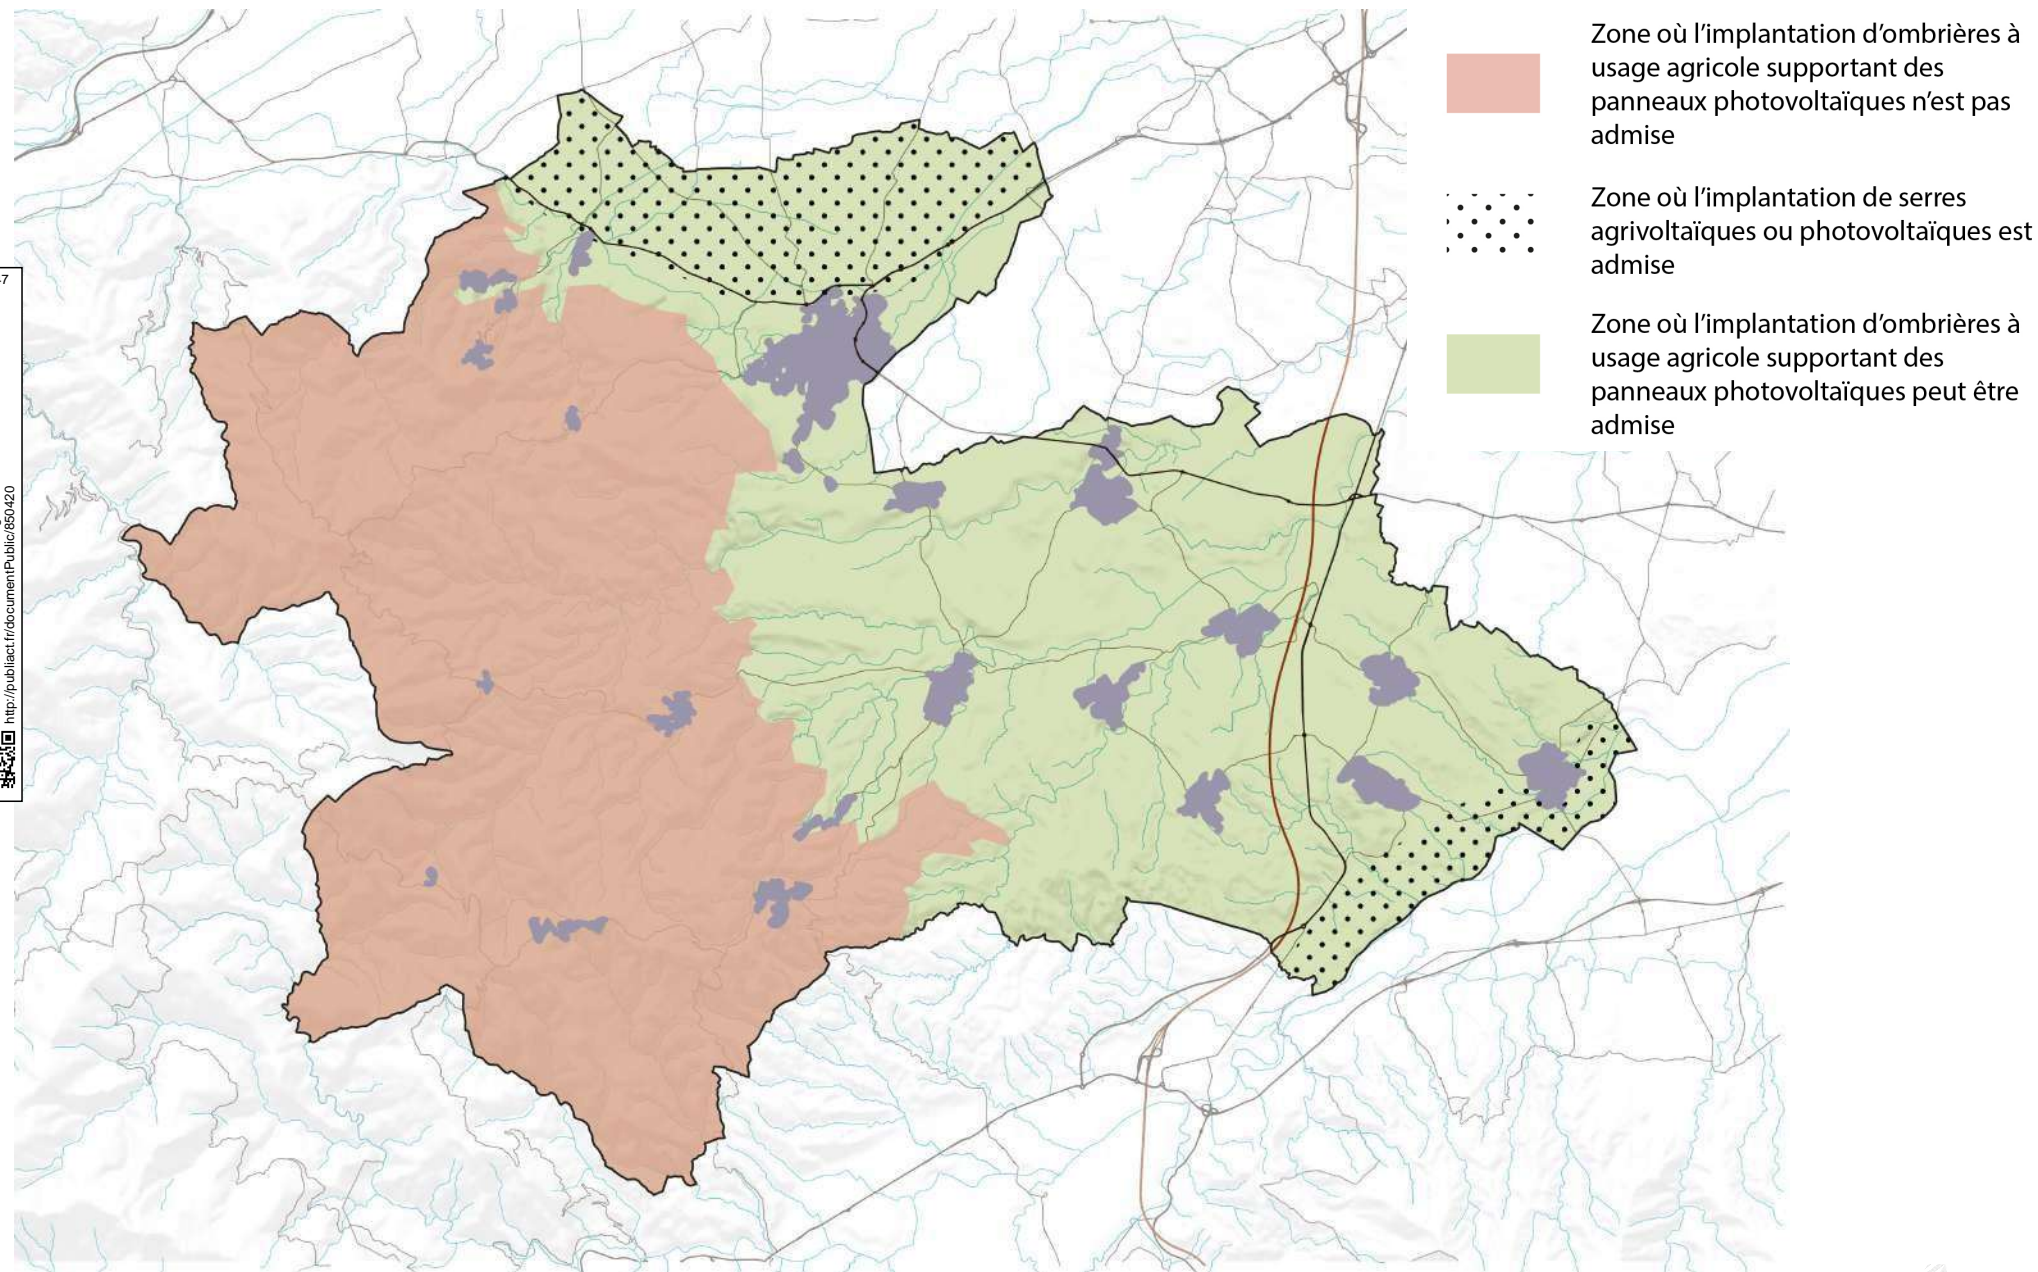 Zone où l’implantation d’ombrières à
usage agricole supportant des
panneaux photovoltaïques n’est pas
admise
Zone où l’implantation de serres
agrivoltaïques ou photovoltaïques est
admise
Zone où l’implantation d’ombrières à
usage agricole supportant des
panneaux photovoltaïques peut être
admise
http://publiact.fr/documentPublic/850420